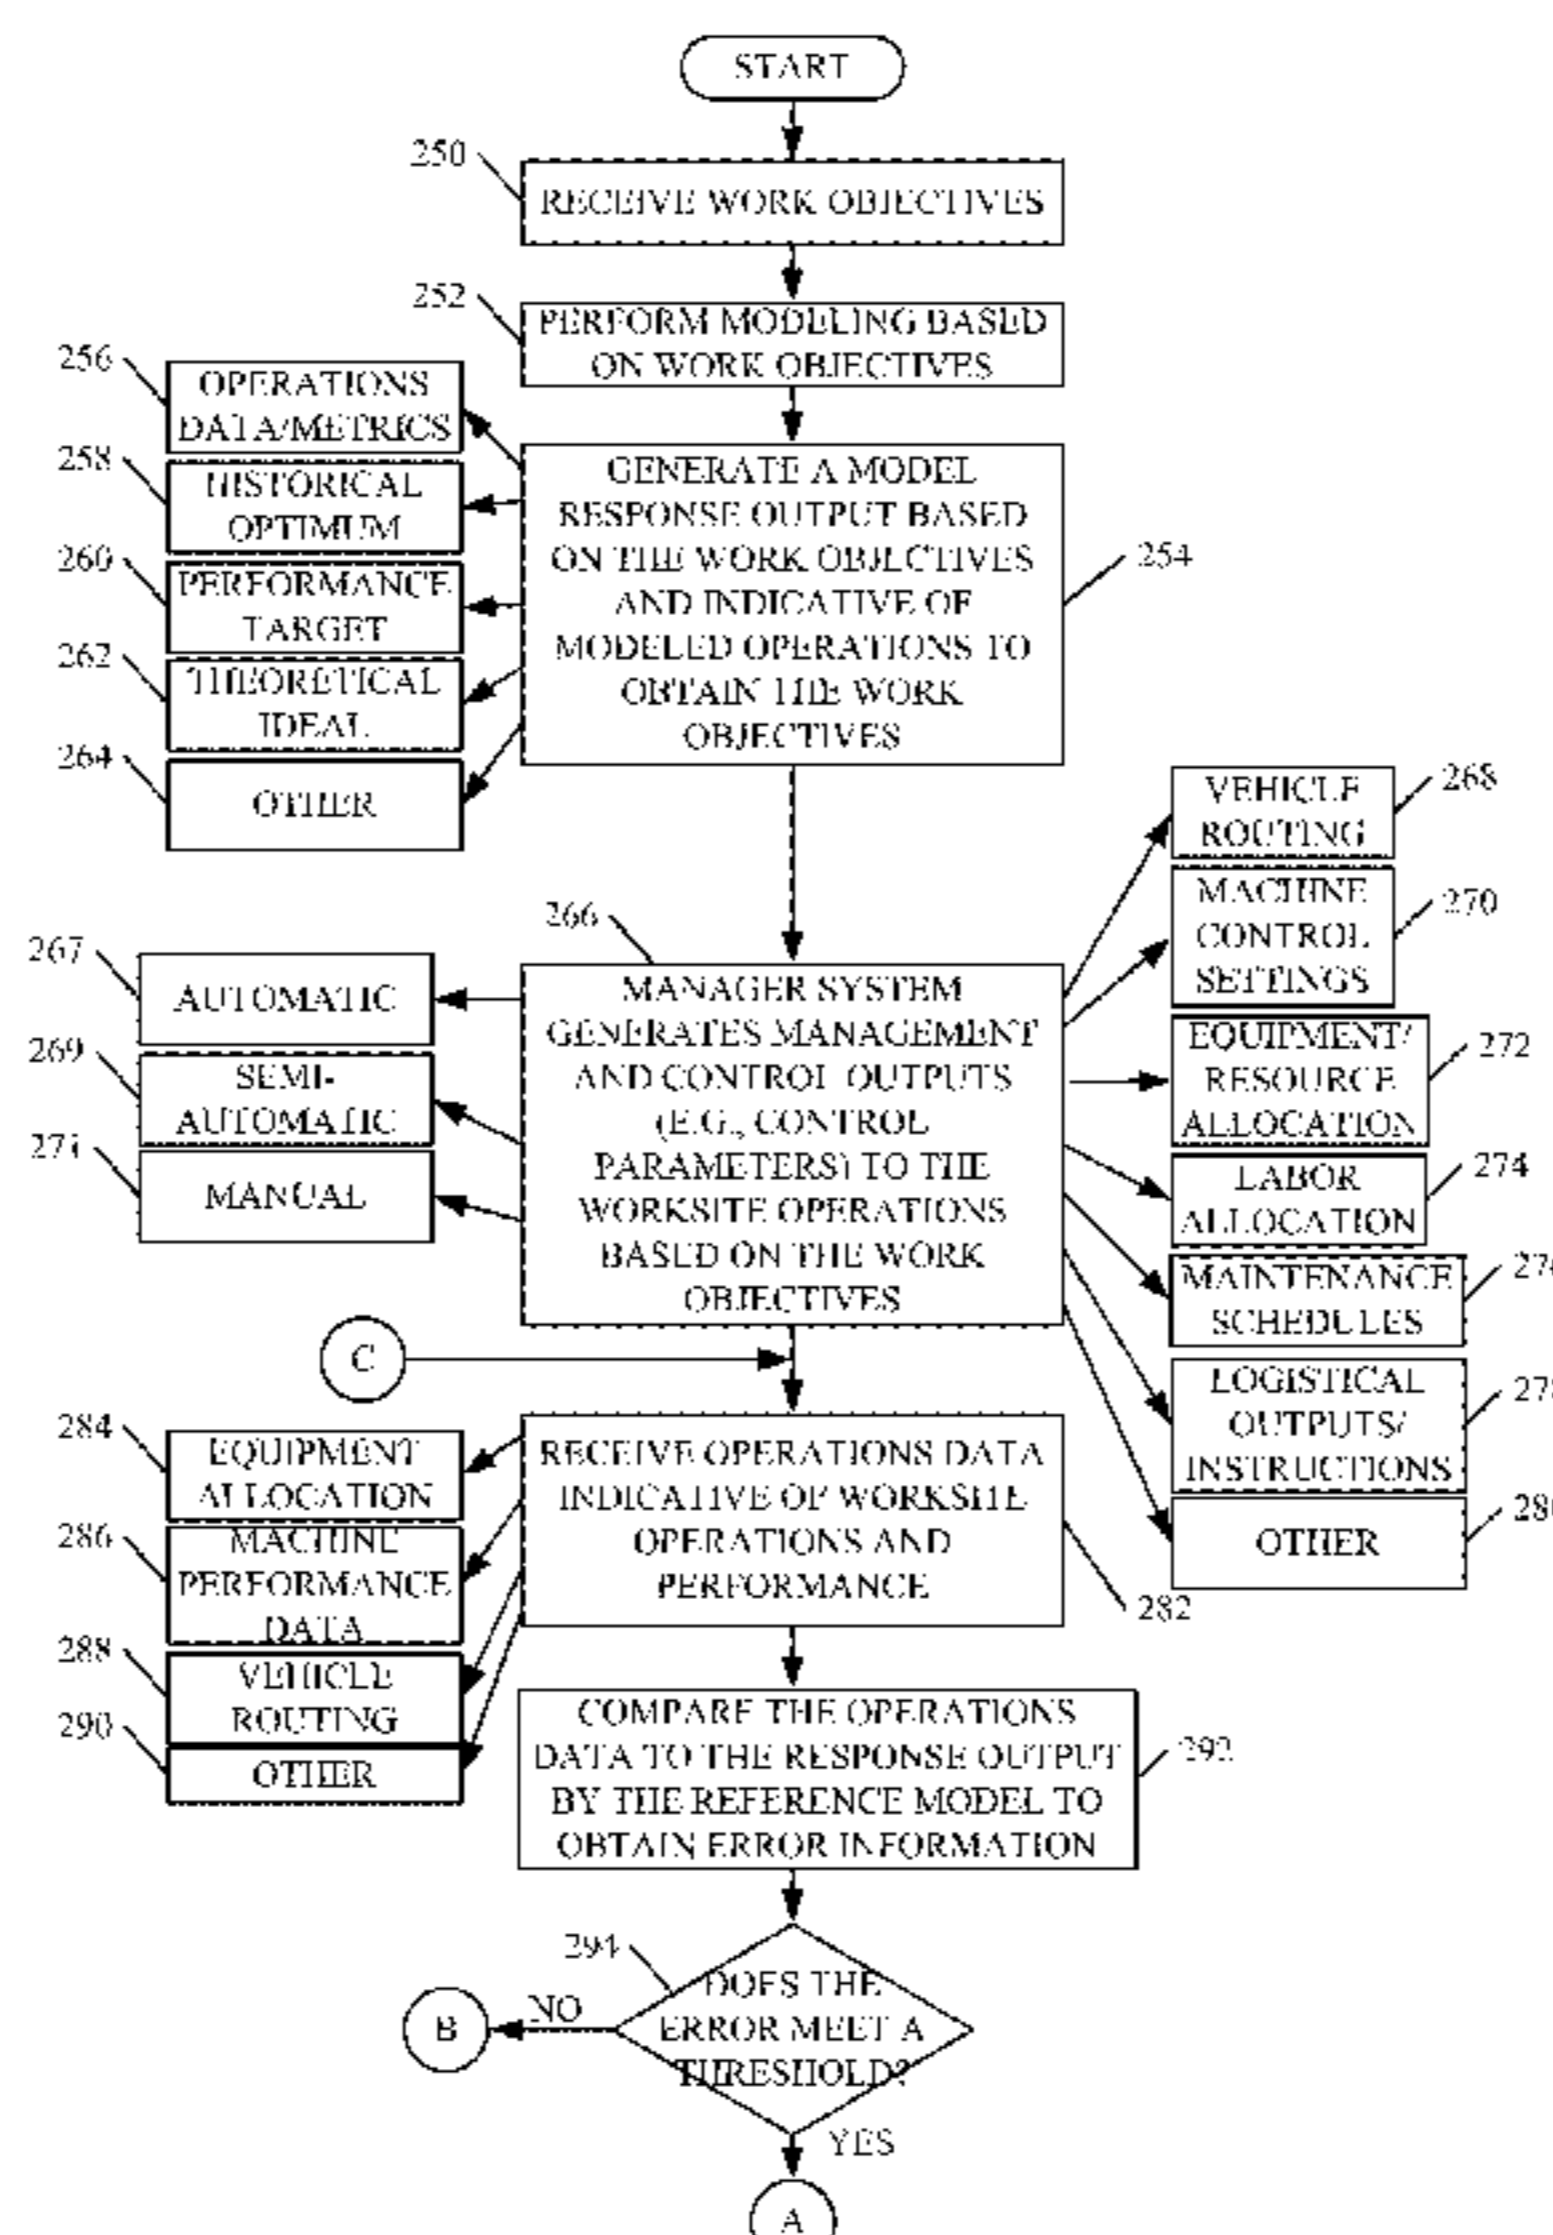 START
250
RECEIVE WORK OBJECTIVES
252
PERFORM MODELING BASED
ON WORK OBJECTIVES
256
OPERATIONS
DATA/METRICS
258
HISTORICAL
OPTIMUM
260
PERFORMANCE
TARGET
262
THEORETICAL
IDEAL
264
OTHER
GENERATE A MODEL
RESPONSE OUTPUT BASED
ON THE WORK OBJECTIVES
AND INDICATIVE OF
MODELED OPERATIONS TO
OBTAIN THE WORK
OBJECTIVES
254
266
MANAGER SYSTEM
GENERATES MANAGEMENT
AND CONTROL OUTPUTS
(E.G., CONTROL
PARAMETERS) TO THE
WORKSITE OPERATIONS
BASED ON THE WORK
OBJECTIVES
267
AUTOMATIC
269
SEMI-
AUTOMATIC
271
MANUAL
VEHICLE
ROUTING
268
MACHINE
CONTROL
SETTINGS
270
EQUIPMENT/
RESOURCE
ALLOCATION
272
LABOR
ALLOCATION
274
MAINTENANCE
SCHEDULES
LOGISTICAL
OUTPUTS/
INSTRUCTIONS
OTHER
C
284
EQUIPMENT
ALLOCATION
286
MACHINE
PERFORMANCE
DATA
288
VEHICLE
ROUTING
290
OTHER
RECEIVE OPERATIONS DATA
INDICATIVE OF WORKSITE
OPERATIONS AND
PERFORMANCE
282
COMPARE THE OPERATIONS
DATA TO THE RESPONSE OUTPUT
BY THE REFERENCE MODEL TO
OBTAIN ERROR INFORMATION
292
294
DOES THE
ERROR MEET A
THRESHOLD?
NO
B
YES
A